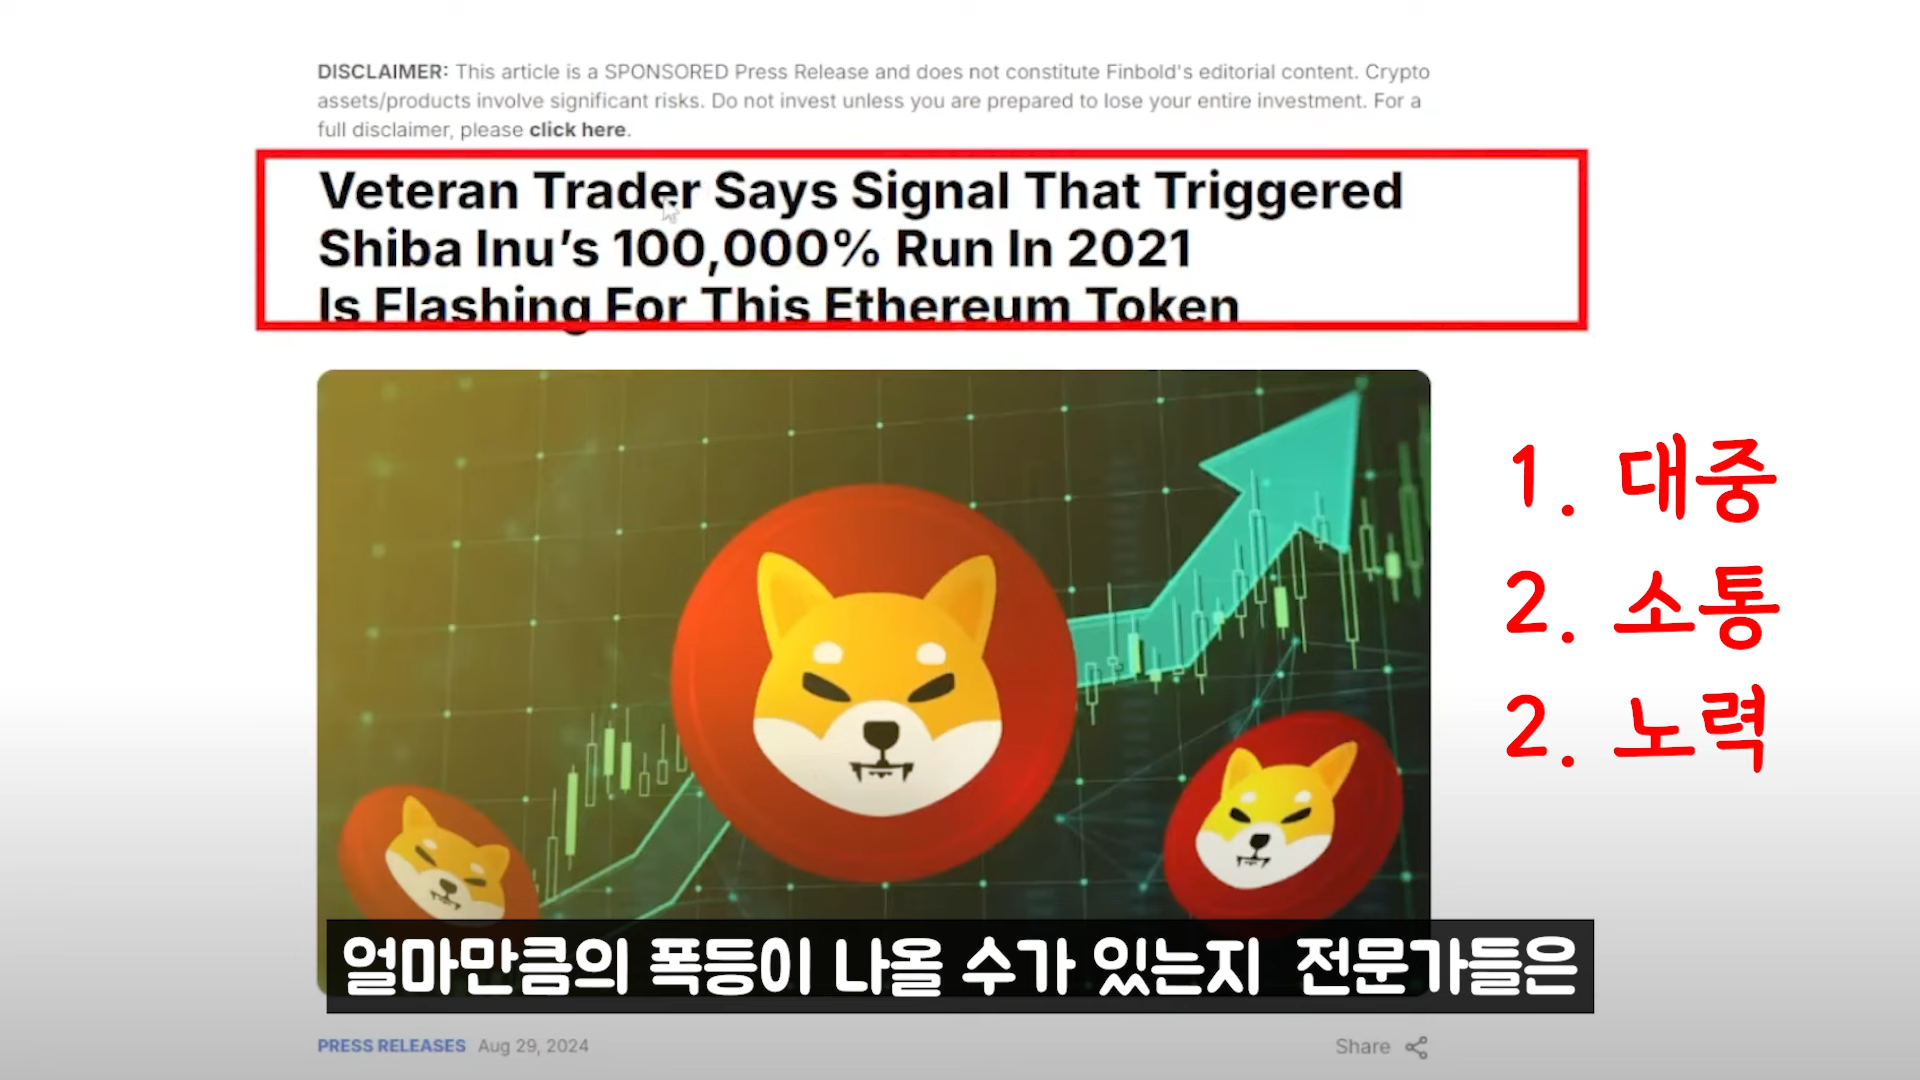 DISCLAIMER: This article is a SPONSORED Press Release and does not constitute Finbold's editorial content. Crypto
assets/products involve significant risks. Do not invest unless you are prepared to lose your entire investment. For a
full disclaimer, please click here.
Veteran Trader Says Signal That Triggered
Shiba Inu’s 100,000% Run In 2021
Is Flashing For This Ethereum Token
1. 대중
2. 소통
2. 노력
얼마만큼의 폭등이 나올 수가 있는지 전문가들은
PRESS RELEASES Aug 29, 2024
Share